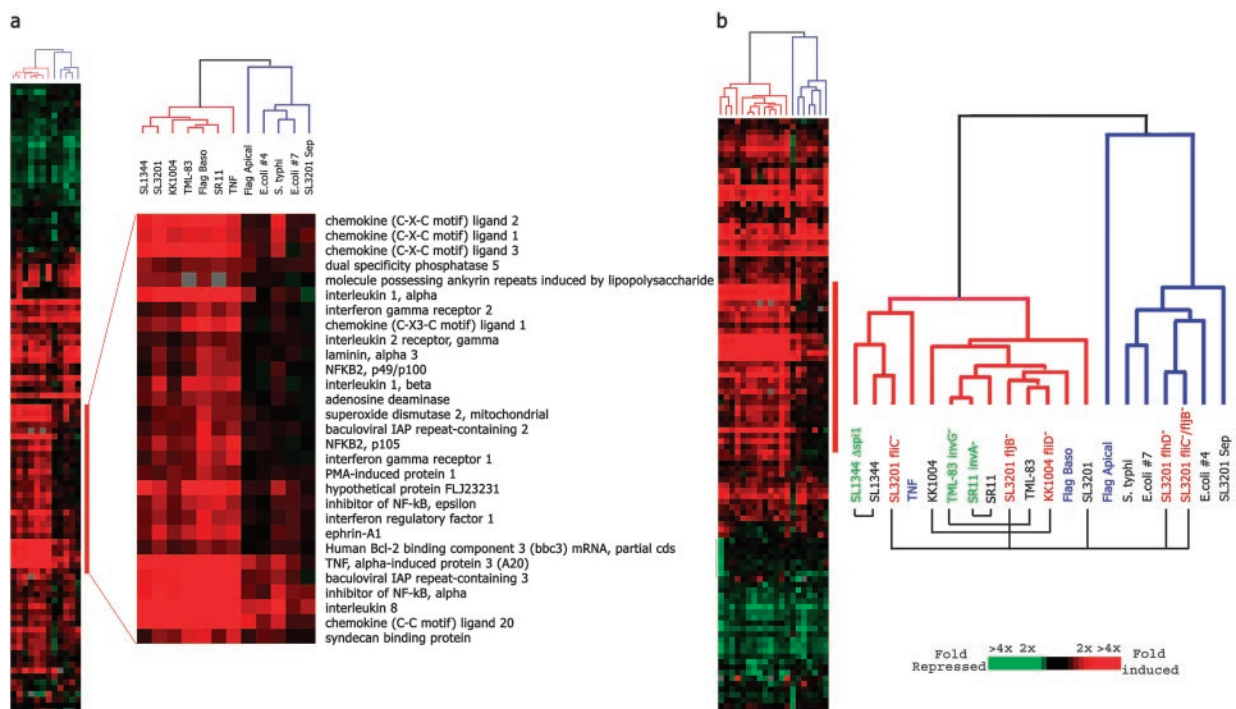 a
b
SL1344
SL3201
KK1004
TML-83
Flag Baso
SR11
TNF
Flag Apical
E.coli #4
S. typhi
E.coli #7
SL3201 Sep
chemokine (C-X-C motif) ligand 2
chemokine (C-X-C motif) ligand 1
chemokine (C-X-C motif) ligand 3
dual specificity phosphatase 5
molecule possessing ankyrin repeats induced by lipopolysaccharide
interleukin 1, alpha
interferon gamma receptor 2
chemokine (C-X3-C motif) ligand 1
interleukin 2 receptor, gamma
laminin, alpha 3
NFKB2, p49/p100
interleukin 1, beta
adenosine deaminase
superoxide dismutase 2, mitochondrial
baculoviral IAP repeat-containing 2
NFKB2, p105
interferon gamma receptor 1
PMA-induced protein 1
hypothetical protein FLJ23231
inhibitor of NF-kB, epsilon
interferon regulatory factor 1
ephrin-A1
Human Bcl-2 binding component 3 (bbc3) mRNA, partial cds
TNF, alpha-induced protein 3 (A20)
baculoviral IAP repeat-containing 3
inhibitor of NF-kB, alpha
interleukin 8
chemokine (C-C motif) ligand 20
syndecan binding protein
SL1344 Δspi1
SL1344
SL3201 fliC⁻
TNF
KK1004
TML-83 invG⁻
SR11 invA-
SR11
SL3201 fljB⁻
TML-83
KK1004 fliD⁻
Flag Baso
SL3201
Flag Apical
S. typhi
E.coli #7
SL3201 flhD⁻
SL3201 fliC⁻/fljB⁻
E.coli #4
SL3201 Sep
Fold Repressed
>4x 2x
2x >4x
Fold induced